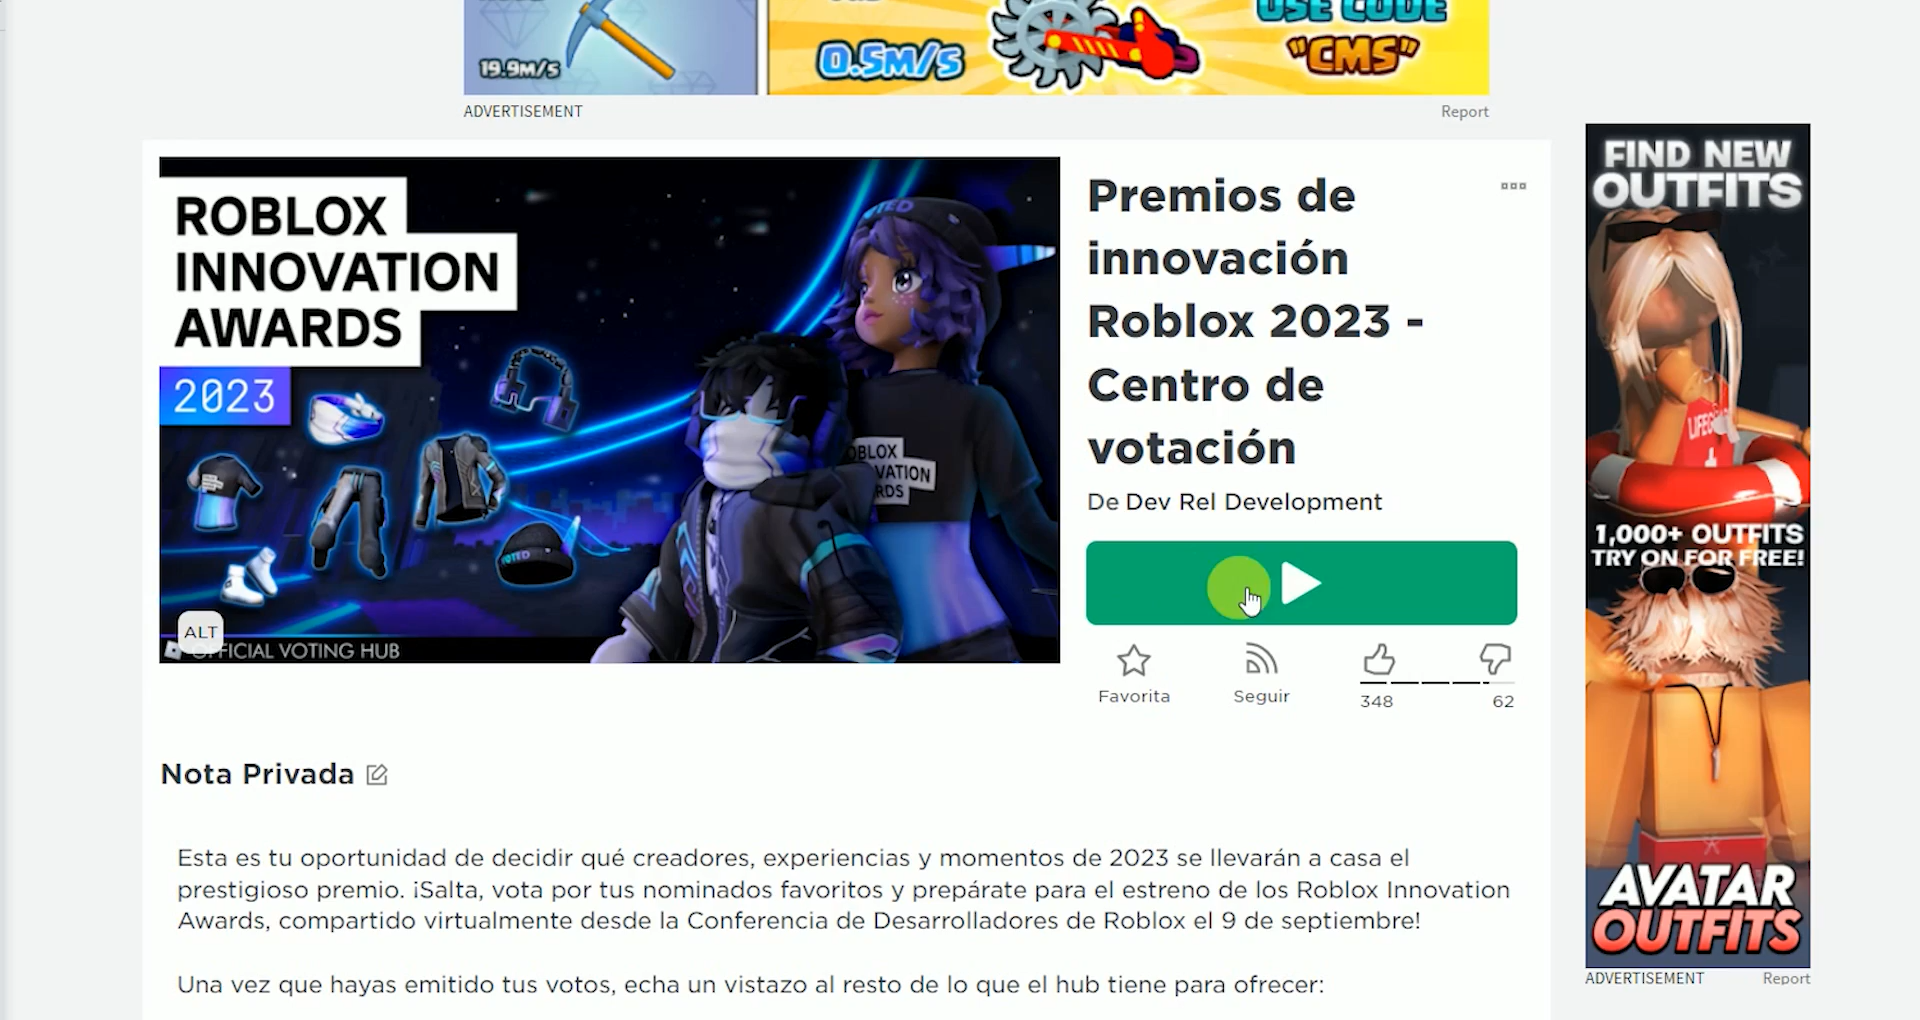 19.9M/S
0.5M/S
USE CODE
"CMS"
ADVERTISEMENT
Report
ROBLOX
INNOVATION
AWARDS
2023
VOTED
ALT
OFFICIAL VOTING HUB
Premios de
innovación
Roblox 2023 -
Centro de
votación
De Dev Rel Development
Favorita
Seguir
348
62
Nota Privada
Esta es tu oportunidad de decidir qué creadores, experiencias y momentos de 2023 se llevarán a casa el
prestigioso premio. ¡Salta, vota por tus nominados favoritos y prepárate para el estreno de los Roblox Innovation
Awards, compartido virtualmente desde la Conferencia de Desarrolladores de Roblox el 9 de septiembre!
Una vez que hayas emitido tus votos, echa un vistazo al resto de lo que el hub tiene para ofrecer:
FIND NEW
OUTFITS
1,000+ OUTFITS
TRY ON FOR FREE!
AVATAR
OUTFITS
ADVERTISEMENT
Report